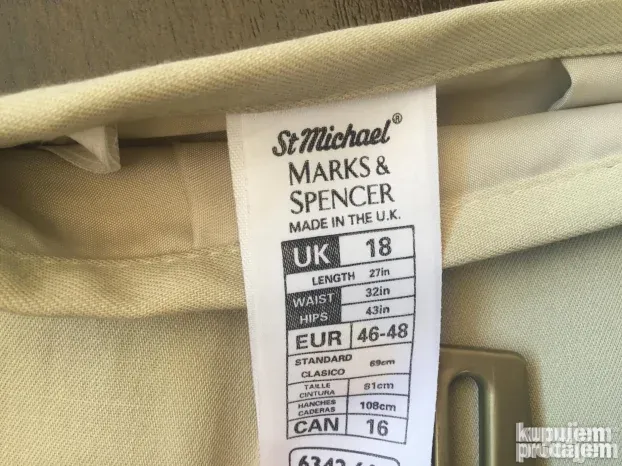 St Michael®
MARKS &
SPENCER
MADE IN THE U.K.
UK 18
LENGTH 27in
WAIST 32in
HIPS 43in
EUR 46-48
STANDARD 69cm
CLASICO
TAILLE 81cm
CINTURA
HANCHES 108cm
CADERAS
CAN 16
kupujem
prodajem